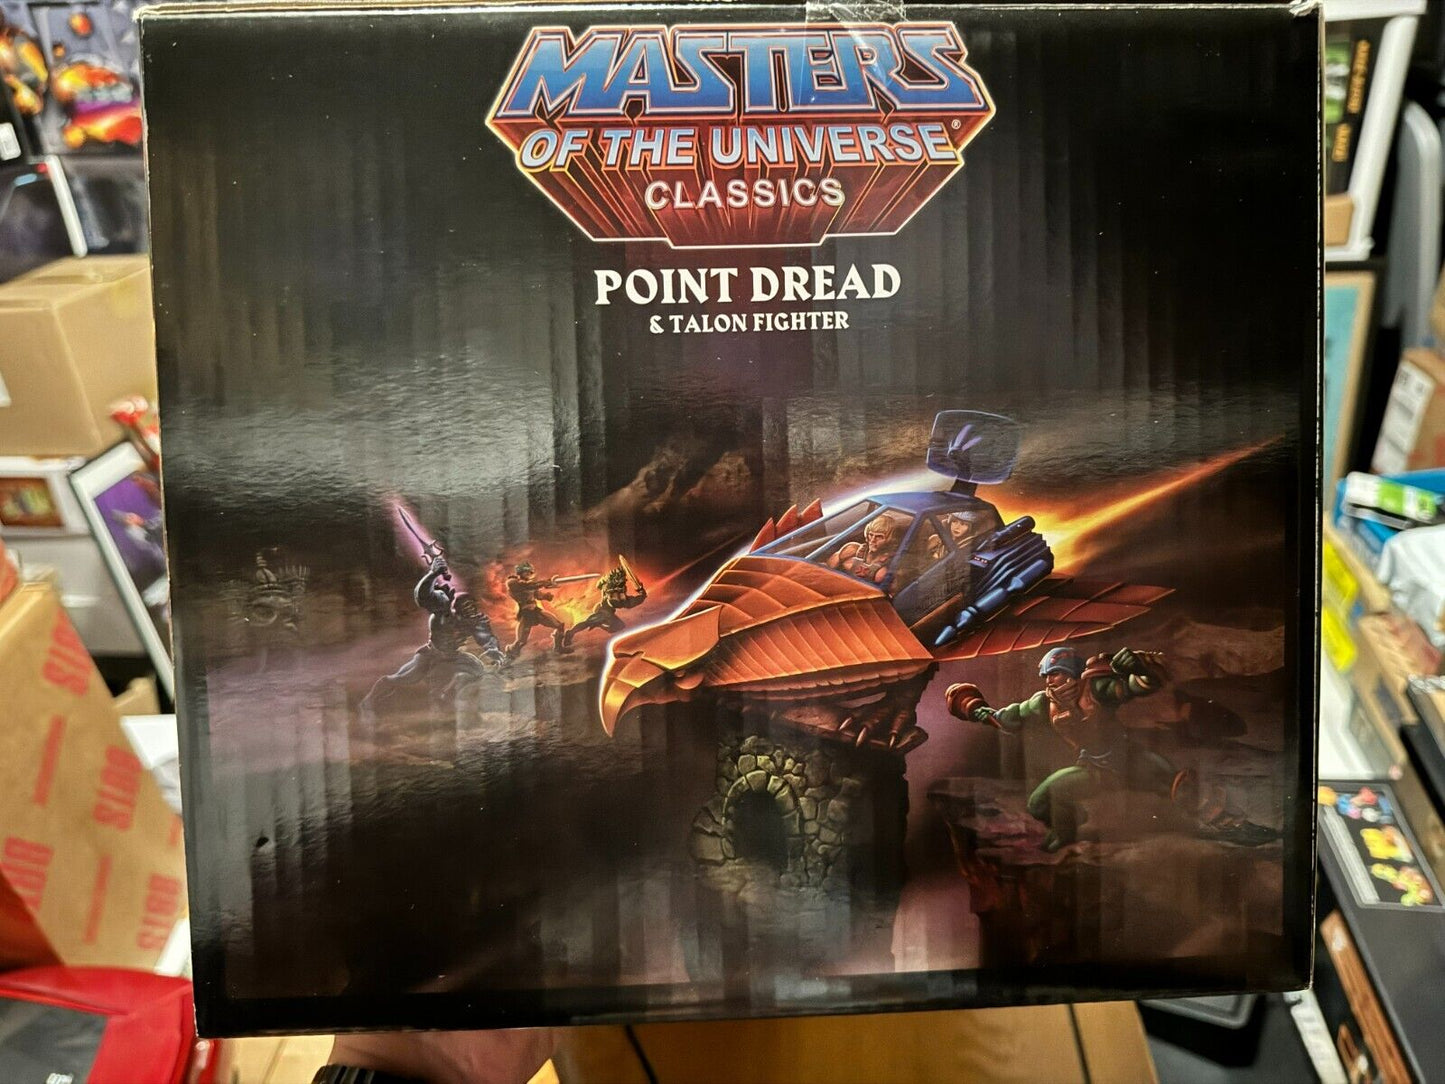 MASTERS
OF THE UNIVERSE®
CLASSICS
POINT DREAD
& TALON FIGHTER